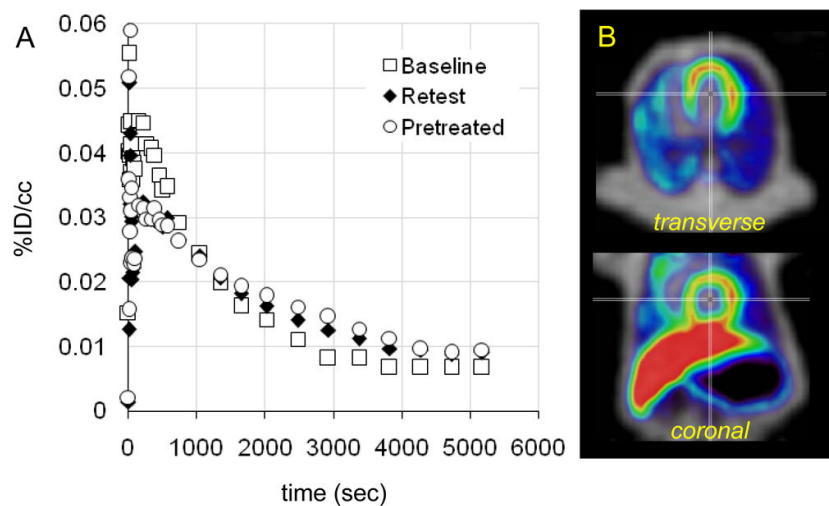 A
0.06
0.05
0.04
0.03
0.02
0.01
0
%ID/cc
Baseline
Retest
Pretreated
0 1000 2000 3000 4000 5000 6000
time (sec)
B
transverse
coronal